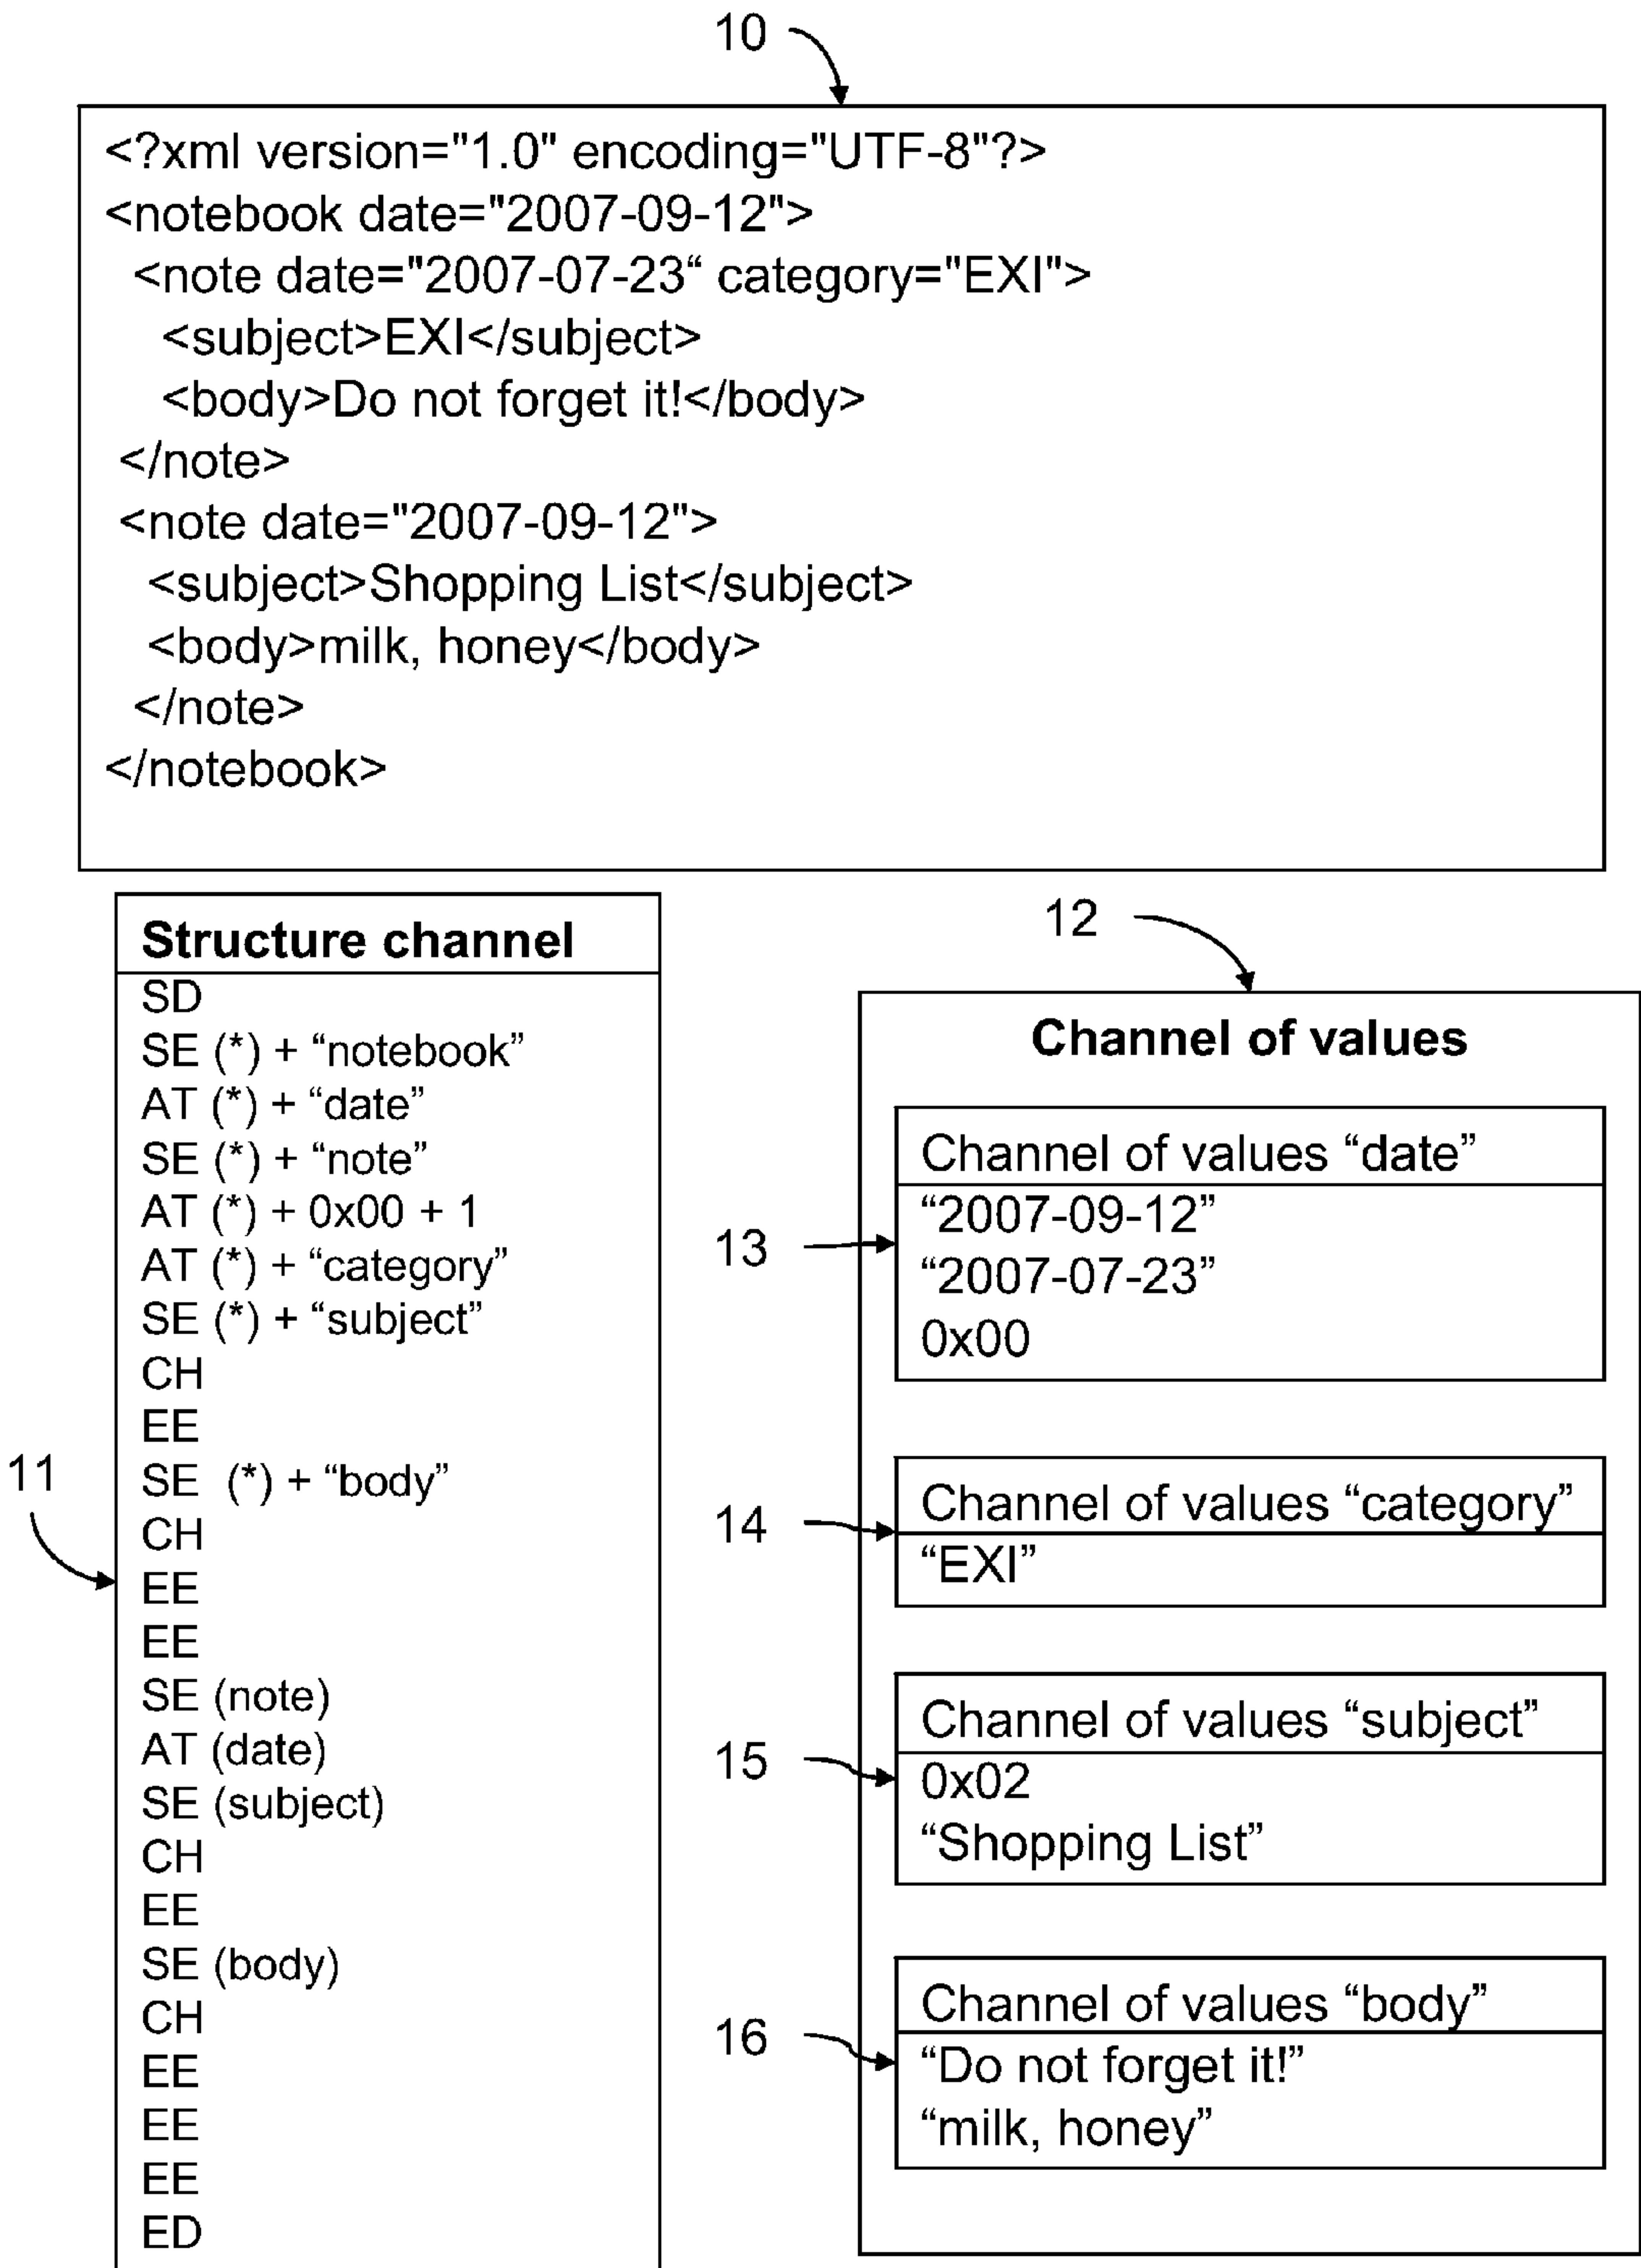 10
<?xml version="1.0" encoding="UTF-8"?>
<notebook date="2007-09-12">
<note date="2007-07-23“ category="EXI">
<subject>EXI</subject>
<body>Do not forget it!</body>
</note>
<note date="2007-09-12">
<subject>Shopping List</subject>
<body>milk, honey</body>
</note>
</notebook>
11
Structure channel
SD
SE (*) + “notebook”
AT (*) + “date”
SE (*) + “note”
AT (*) + 0x00 + 1
AT (*) + “category”
SE (*) + “subject”
CH
EE
SE (*) + “body”
CH
EE
EE
SE (note)
AT (date)
SE (subject)
CH
EE
SE (body)
CH
EE
EE
EE
ED
12
Channel of values
13
Channel of values “date”
“2007-09-12”
“2007-07-23”
0x00
14
Channel of values “category”
“EXI”
15
Channel of values “subject”
0x02
“Shopping List”
16
Channel of values “body”
“Do not forget it!”
“milk, honey”